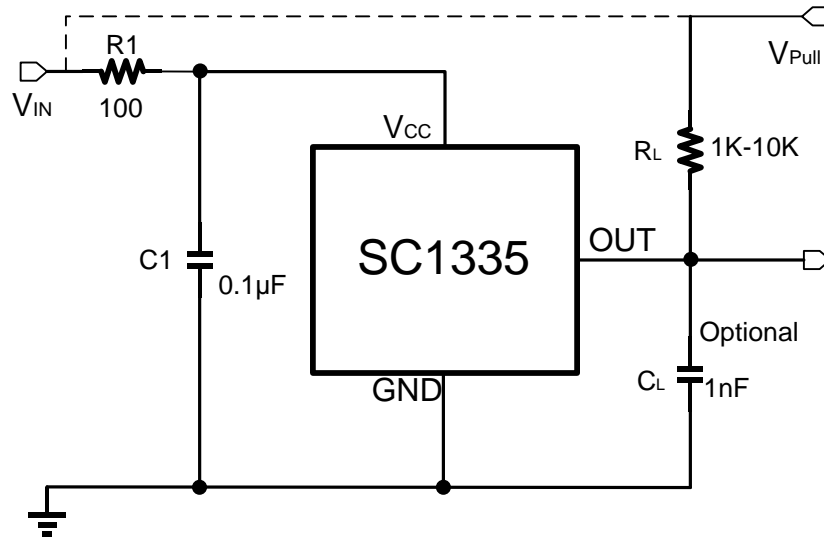 R1
VPull
VIN
100
VCC
RL
1K-10K
OUT
SC1335
C1
0.1µF
Optional
GND
CL
1nF